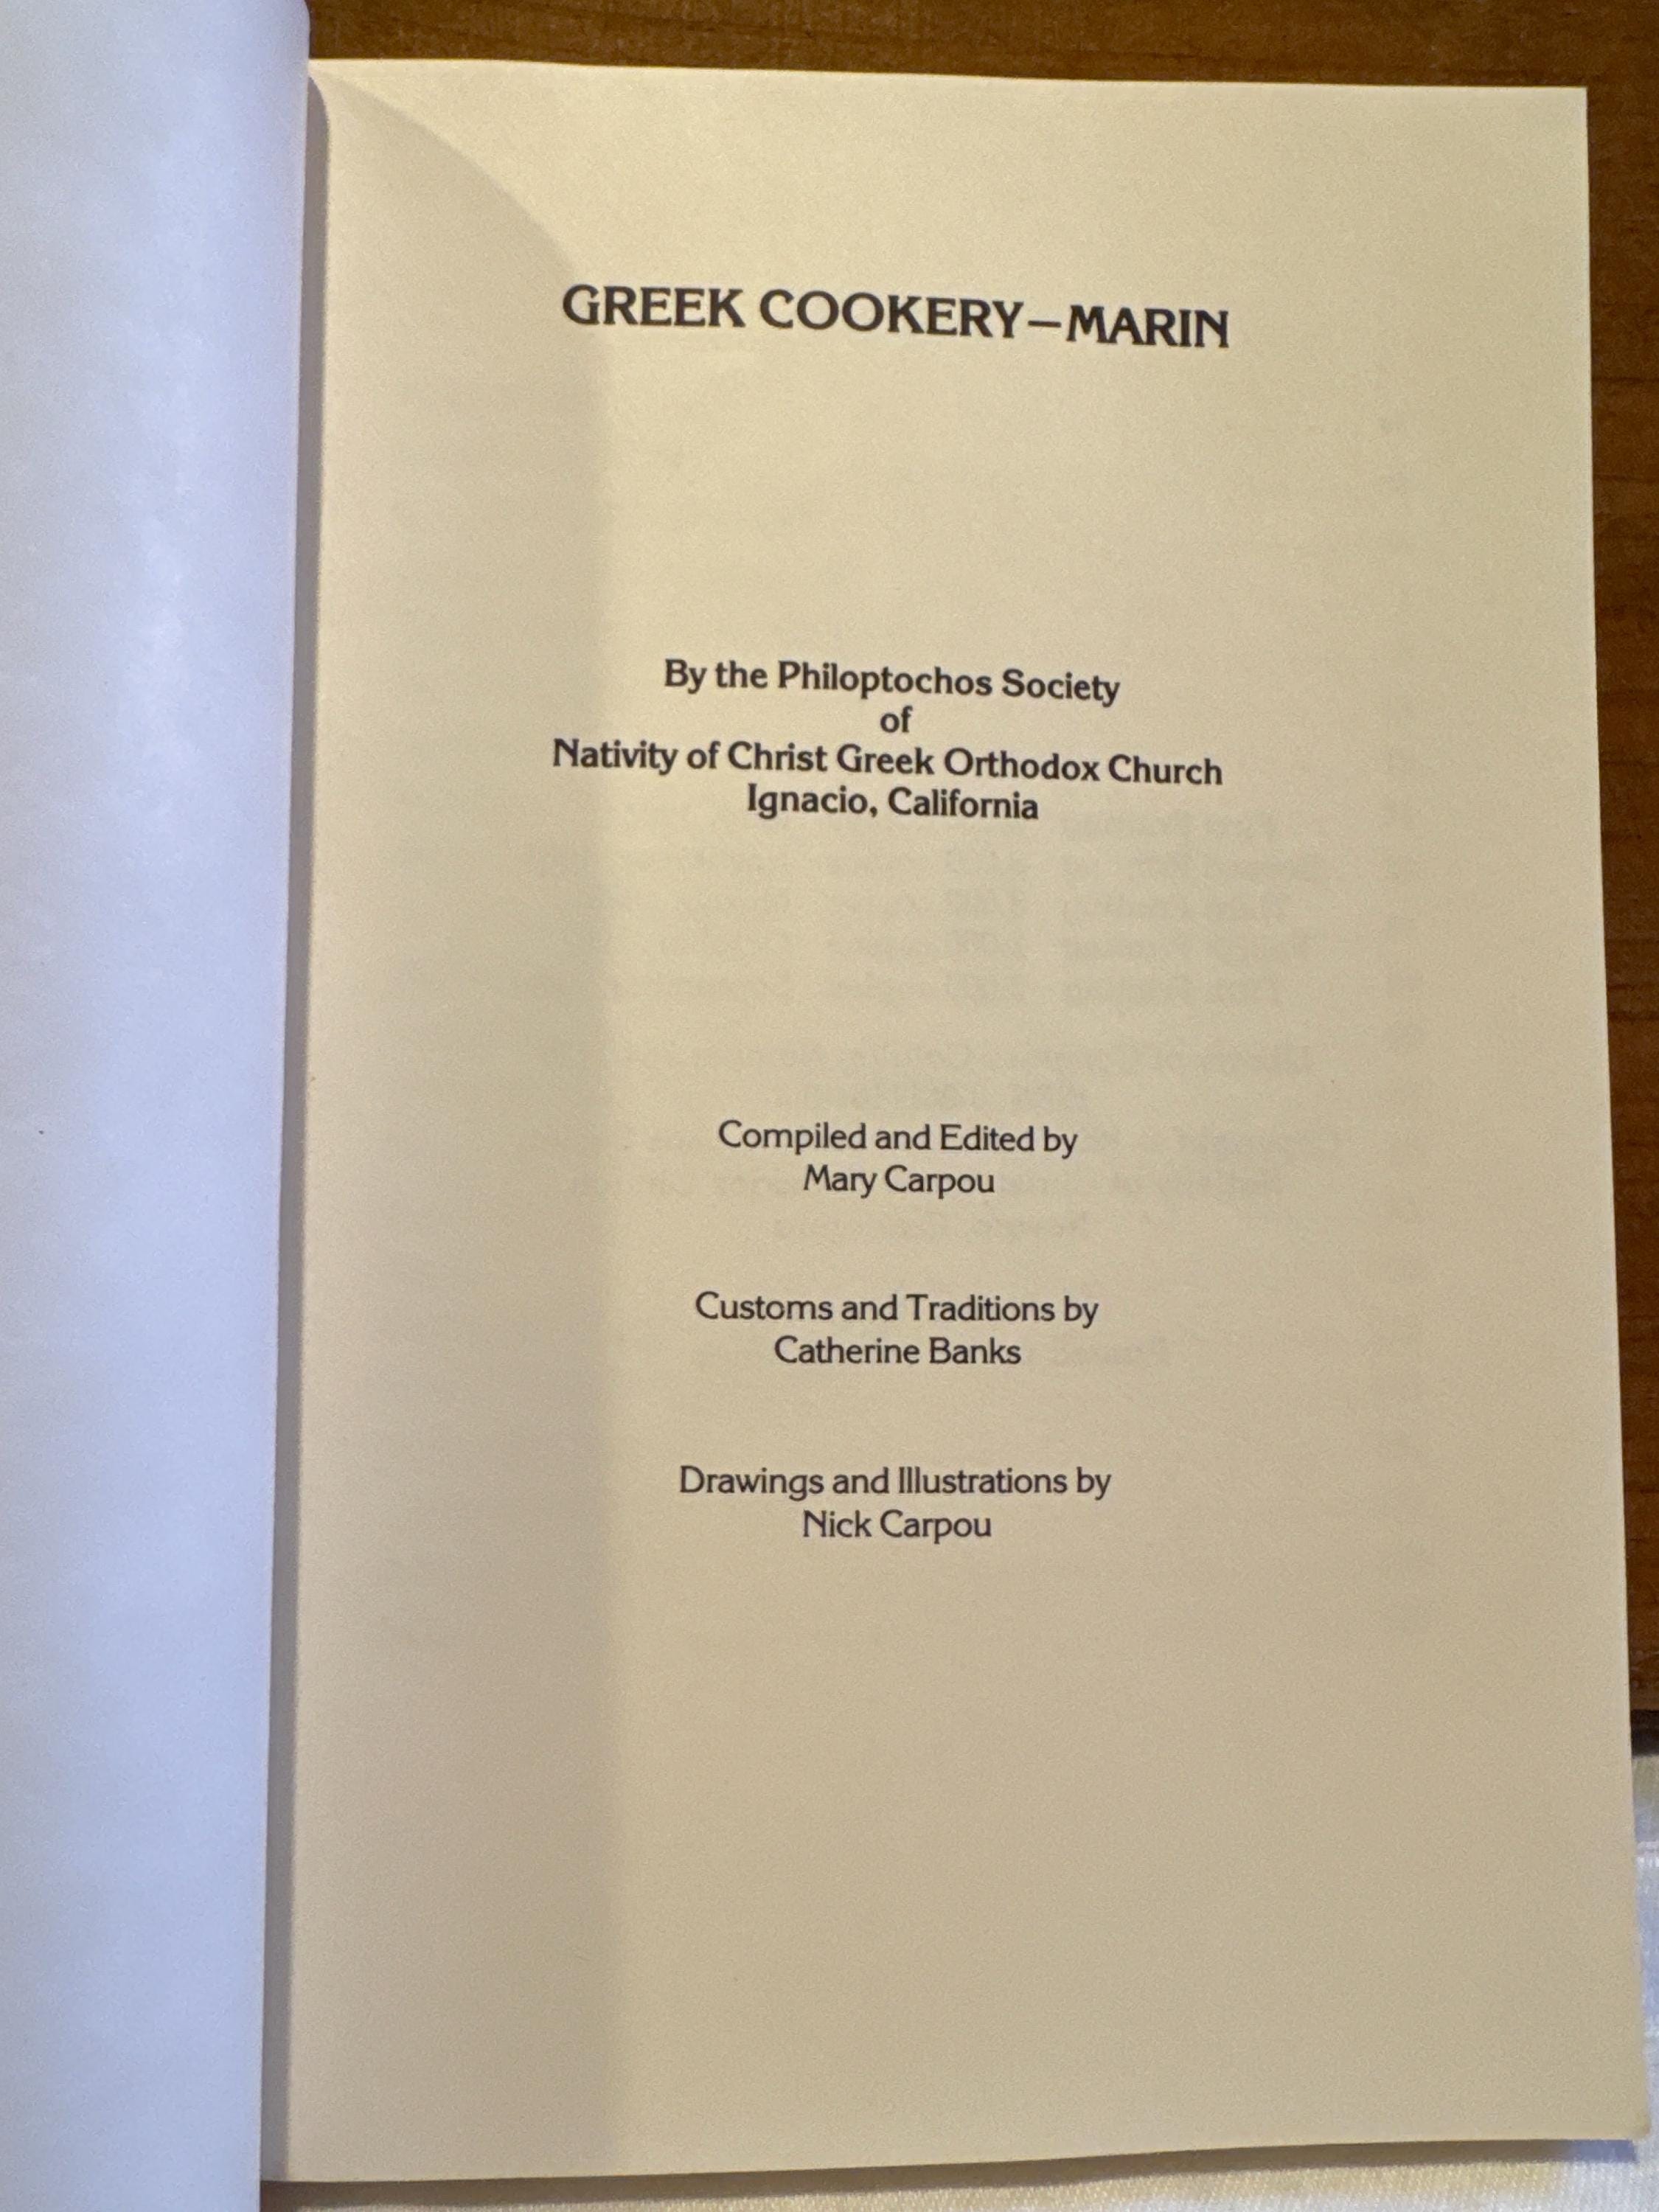 GREEK COOKERY—MARIN
By the Philoptochos Society
of
Nativity of Christ Greek Orthodox Church
Ignacio, California
Compiled and Edited by
Mary Carpou
Customs and Traditions by
Catherine Banks
Drawings and Illustrations by
Nick Carpou